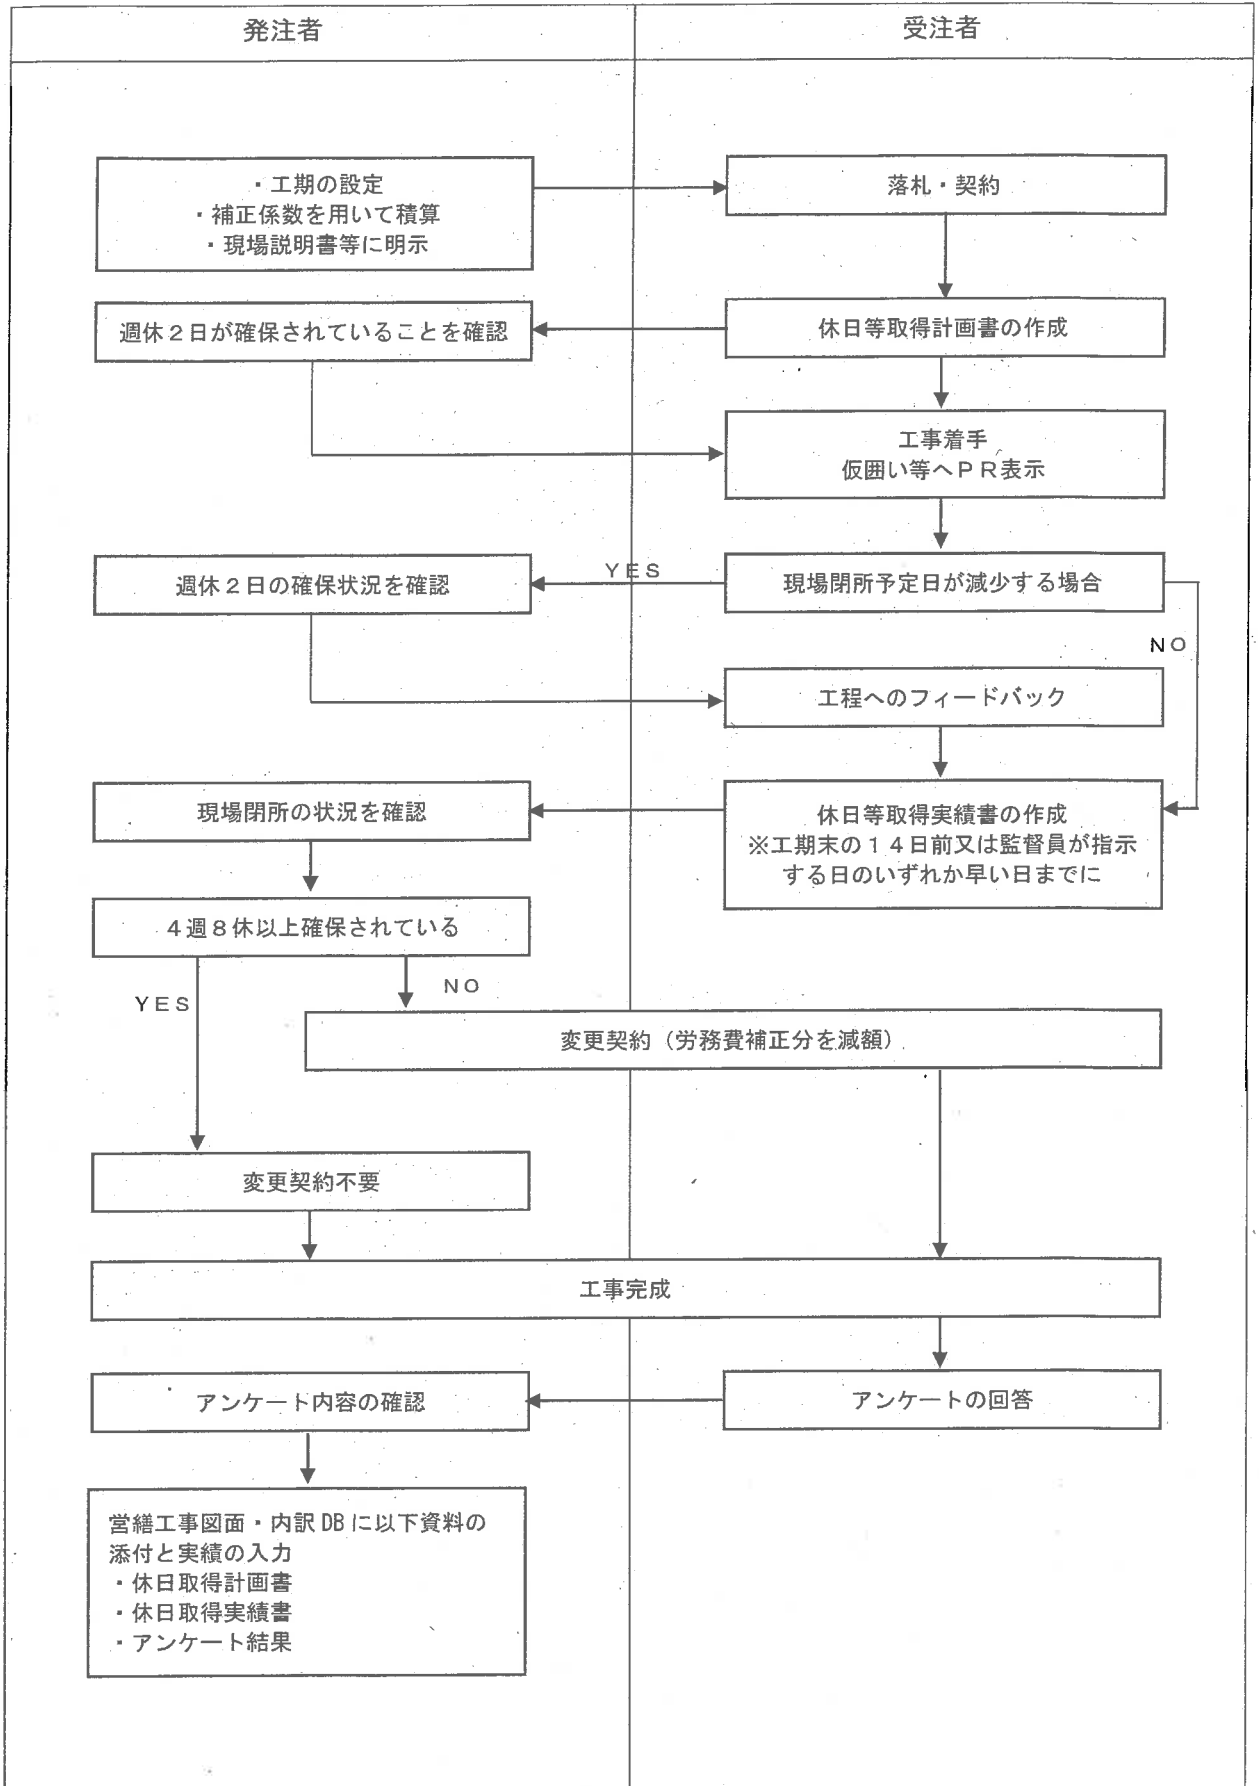 発注者
受注者
・工期の設定
・補正係数を用いて積算
・現場説明書等に明示
落札・契約
週休２日が確保されていることを確認
休日等取得計画書の作成
工事着手
仮囲い等へＰＲ表示
週休２日の確保状況を確認
ＹＥＳ
現場閉所予定日が減少する場合
ＮＯ
工程へのフィードバック
現場閉所の状況を確認
休日等取得実績書の作成
※工期末の１４日前又は監督員が指示
する日のいずれか早い日までに
４週８休以上確保されている
ＹＥＳ
ＮＯ
変更契約（労務費補正分を減額）
変更契約不要
工事完成
アンケート内容の確認
アンケートの回答
営繕工事図面・内訳DBに以下資料の
添付と実績の入力
・休日取得計画書
・休日取得実績書
・アンケート結果